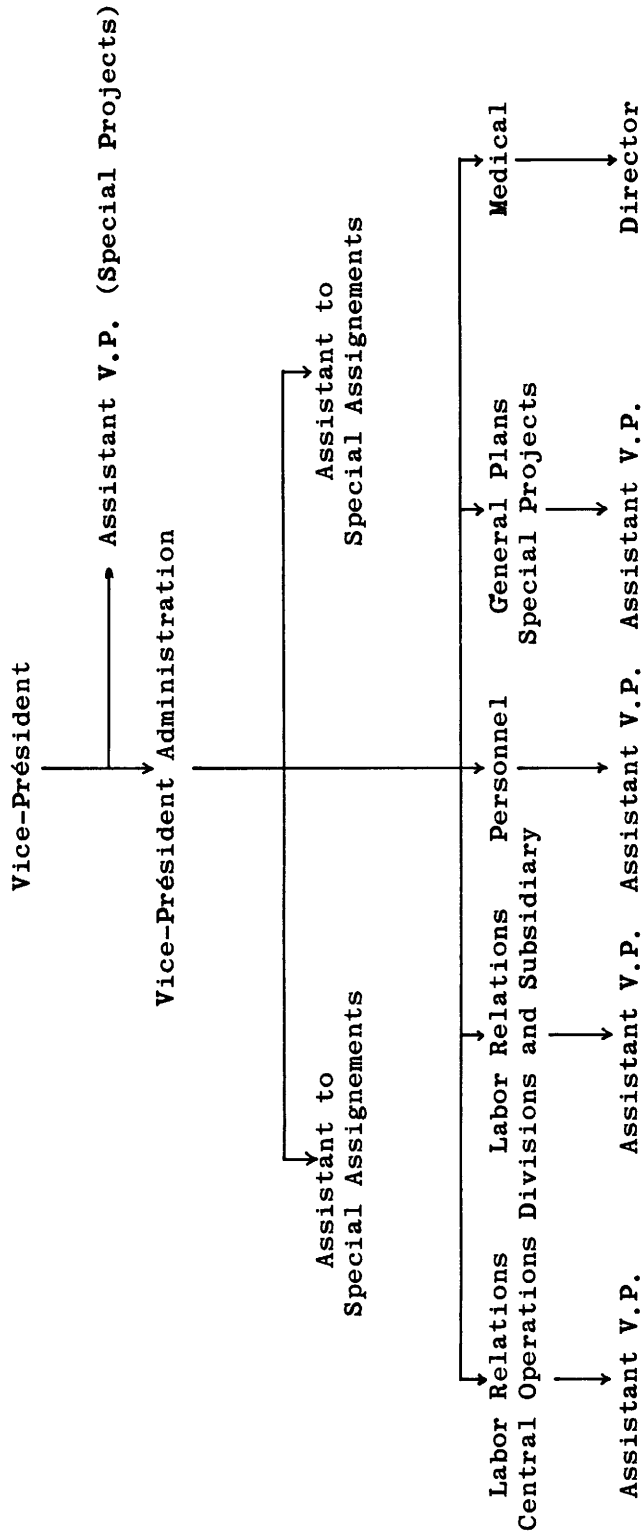 Vice-Président
Assistant V.P. (Special Projects)
Vice-Président Administration
Assistant to
Special Assignements
Assistant to
Special Assignements
Labor Relations
Central Operations
Labor Relations
Divisions and Subsidiary
Personnel
General Plans
Special Projects
Medical
Assistant V.P.
Assistant V.P.
Assistant V.P.
Assistant V.P.
Director